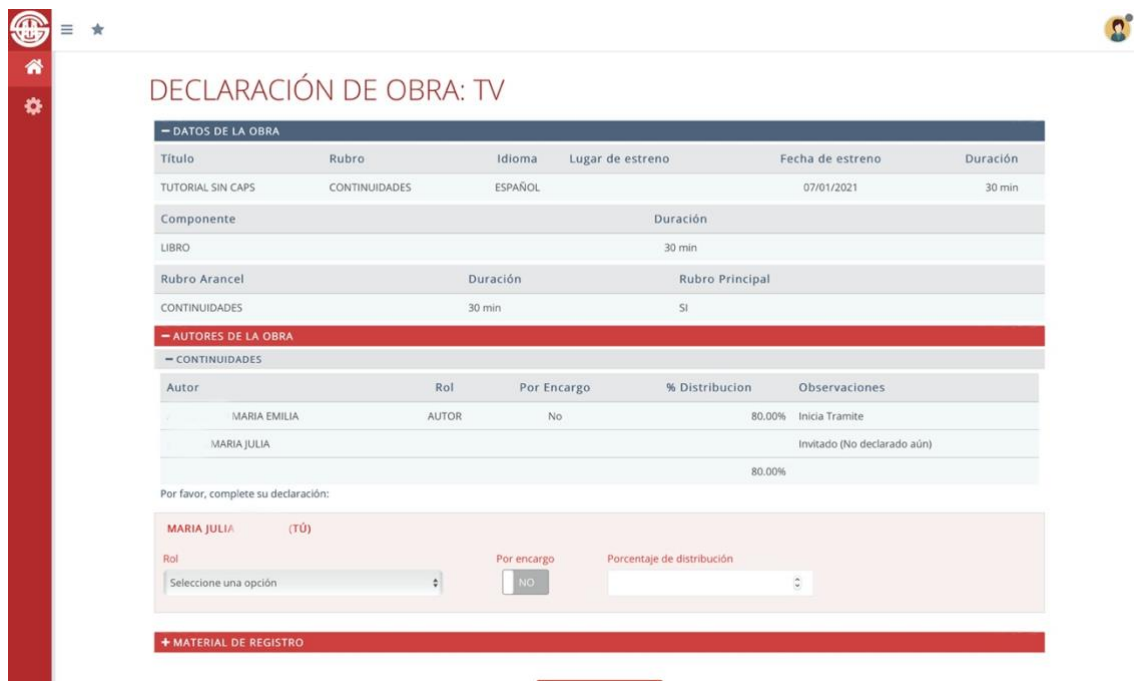 DECLARACIÓN DE OBRA: TV
– DATOS DE LA OBRA
Título Rubro Idioma Lugar de estreno Fecha de estreno Duración
TUTORIAL SIN CAPS CONTINUIDADES ESPAÑOL 07/01/2021 30 min
Componente Duración
LIBRO 30 min
Rubro Arancel Duración Rubro Principal
CONTINUIDADES 30 min SI
– AUTORES DE LA OBRA
– CONTINUIDADES
Autor Rol Por Encargo % Distribucion Observaciones
MARIA EMILIA AUTOR No 80.00% Inicia Tramite
MARIA JULIA Invitado (No declarado aún)
80.00%
Por favor, complete su declaración:
MARIA JULIA (TÚ)
Rol Por encargo Porcentaje de distribución
Seleccione una opción NO
+ MATERIAL DE REGISTRO